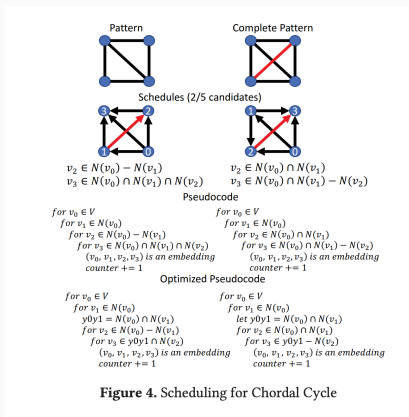 Pattern
Complete Pattern
Schedules (2/5 candidates)
3 2
1 0
1 3
2 0
v₂ ∈ N(v₀) − N(v₁)
v₃ ∈ N(v₀) ∩ N(v₁) ∩ N(v₂)
v₂ ∈ N(v₀) ∩ N(v₁)
v₃ ∈ N(v₀) ∩ N(v₁) − N(v₂)
Pseudocode
for v₀ ∈ V
for v₁ ∈ N(v₀)
for v₂ ∈ N(v₀) − N(v₁)
for v₃ ∈ N(v₀) ∩ N(v₁) ∩ N(v₂)
(v₀, v₁, v₂, v₃) is an embedding
counter += 1
for v₀ ∈ V
for v₁ ∈ N(v₀)
for v₂ ∈ N(v₀) ∩ N(v₁)
for v₃ ∈ N(v₀) ∩ N(v₁) − N(v₂)
(v₀, v₁, v₂, v₃) is an embedding
counter += 1
Optimized Pseudocode
for v₀ ∈ V
for v₁ ∈ N(v₀)
y0y1 = N(v₀) ∩ N(v₁)
for v₂ ∈ N(v₀) − N(v₁)
for v₃ ∈ y0y1 ∩ N(v₂)
(v₀, v₁, v₂, v₃) is an embedding
counter += 1
for v₀ ∈ V
for v₁ ∈ N(v₀)
let y0y1 = N(v₀) ∩ N(v₁)
for v₂ ∈ N(v₀) ∩ N(v₁)
for v₃ ∈ y0y1 − N(v₂)
(v₀, v₁, v₂, v₃) is an embedding
counter += 1
Figure 4. Scheduling for Chordal Cycle